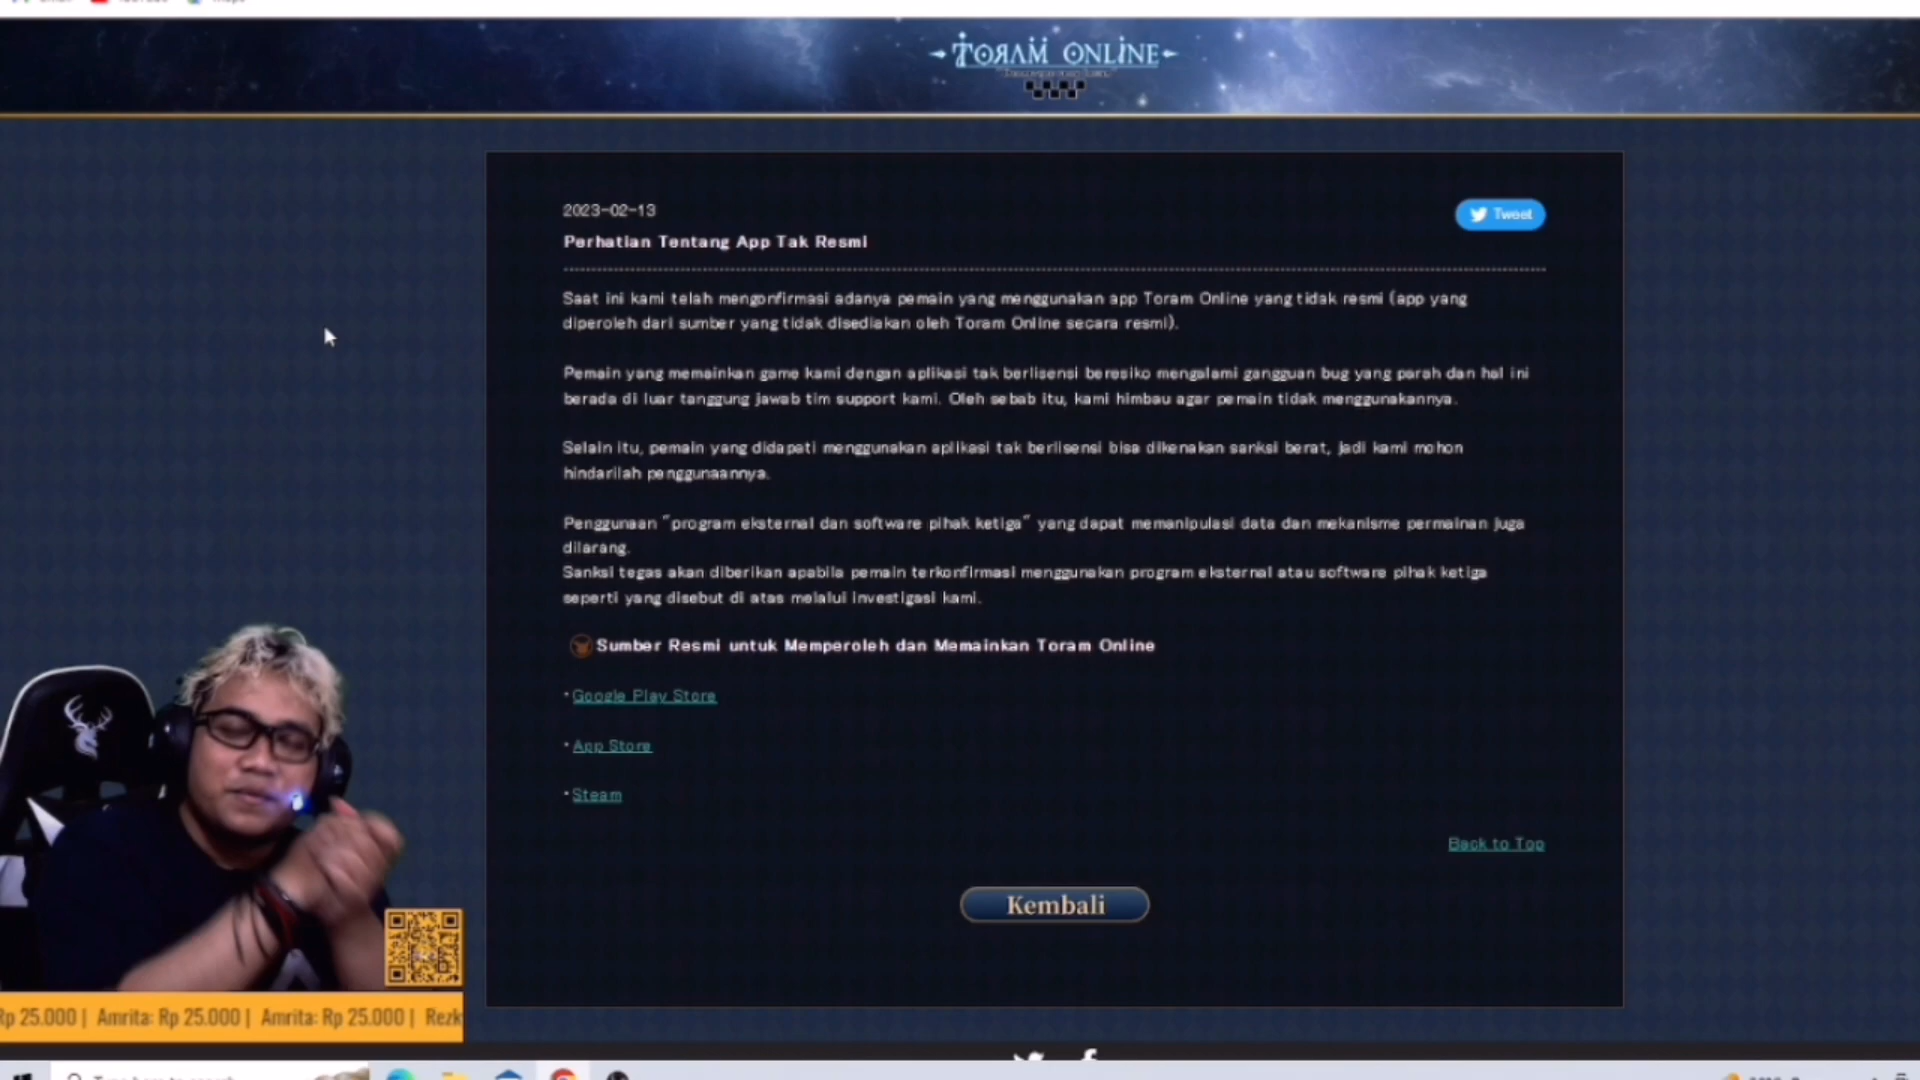 TORAM ONLINE
2023-02-13
Tweet
Perhatian Tentang App Tak Resmi
Saat ini kami telah mengonfirmasi adanya pemain yang menggunakan app Toram Online yang tidak resmi (app yang
diperoleh dari sumber yang tidak disediakan oleh Toram Online secara resmi).
Pemain yang memainkan game kami dengan aplikasi tak berlisensi beresiko mengalami gangguan bug yang parah dan hal ini
berada di luar tanggung jawab tim support kami. Oleh sebab itu, kami himbau agar pemain tidak menggunakannya.
Selain itu, pemain yang didapati menggunakan aplikasi tak berlisensi bisa dikenakan sanksi berat, jadi kami mohon
hindarilah penggunaannya.
Penggunaan "program eksternal dan software pihak ketiga" yang dapat memanipulasi data dan mekanisme permainan juga
dilarang.
Sanksi tegas akan diberikan apabila pemain terkonfirmasi menggunakan program eksternal atau software pihak ketiga
seperti yang disebut di atas melalui investigasi kami.
Sumber Resmi untuk Memperoleh dan Memainkan Toram Online
・Google Play Store
・App Store
・Steam
Back to Top
Kembali
Rp 25.000 | Amrita: Rp 25.000 | Amrita: Rp 25.000 | Rezk